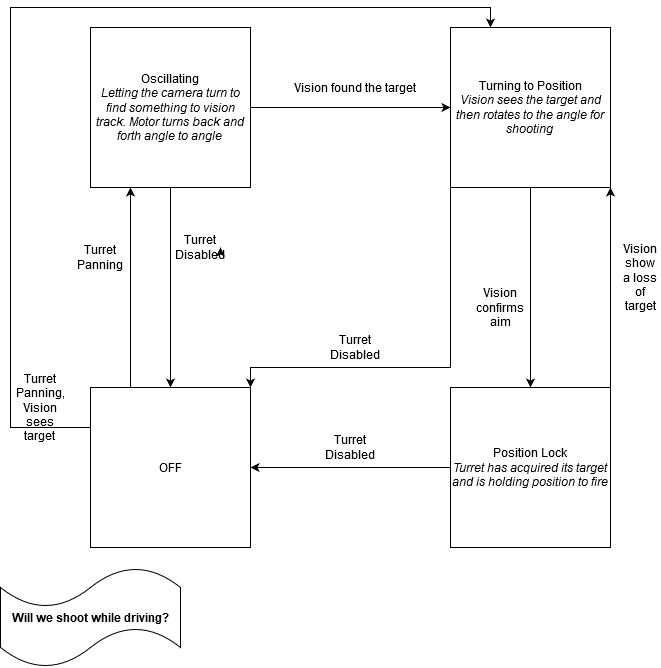 Oscillating
Letting the camera turn to
find something to vision
track. Motor turns back and
forth angle to angle
Vision found the target
Turning to Position
Vision sees the target and
then rotates to the angle for
shooting
Turret
Panning
Turret
Disabled
Vision
confirms
aim
Vision
show
a loss
of
target
Turret
Disabled
Turret
Panning,
Vision
sees
target
OFF
Turret
Disabled
Position Lock
Turret has acquired its target
and is holding position to fire
Will we shoot while driving?